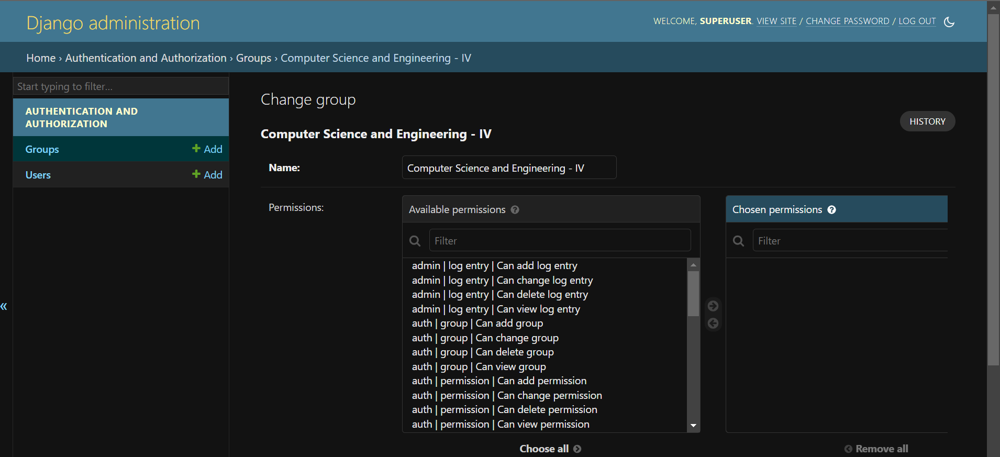 Django administration
WELCOME, SUPERUSER. VIEW SITE / CHANGE PASSWORD / LOG OUT
Home › Authentication and Authorization › Groups › Computer Science and Engineering - IV
Start typing to filter...
AUTHENTICATION AND
AUTHORIZATION
Groups + Add
Users + Add
«
Change group
HISTORY
Computer Science and Engineering - IV
Name: Computer Science and Engineering - IV
Permissions:
Available permissions ?
Filter
admin | log entry | Can add log entry
admin | log entry | Can change log entry
admin | log entry | Can delete log entry
admin | log entry | Can view log entry
auth | group | Can add group
auth | group | Can change group
auth | group | Can delete group
auth | group | Can view group
auth | permission | Can add permission
auth | permission | Can change permission
auth | permission | Can delete permission
auth | permission | Can view permission
Choose all
Chosen permissions ?
Filter
Remove all